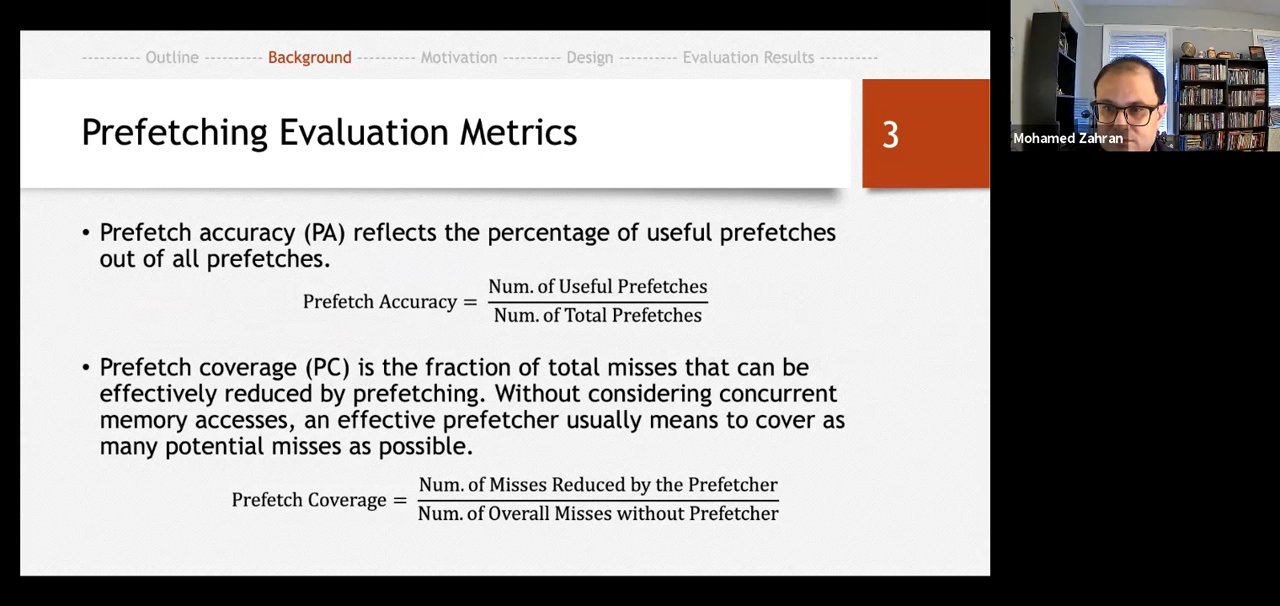 ---------- Outline ---------- Background ---------- Motivation ---------- Design ---------- Evaluation Results ----------
Prefetching Evaluation Metrics
3
• Prefetch accuracy (PA) reflects the percentage of useful prefetches
out of all prefetches.
Prefetch Accuracy = Num. of Useful Prefetches
Num. of Total Prefetches
• Prefetch coverage (PC) is the fraction of total misses that can be
effectively reduced by prefetching. Without considering concurrent
memory accesses, an effective prefetcher usually means to cover as
many potential misses as possible.
Prefetch Coverage = Num. of Misses Reduced by the Prefetcher
Num. of Overall Misses without Prefetcher
Mohamed Zahran